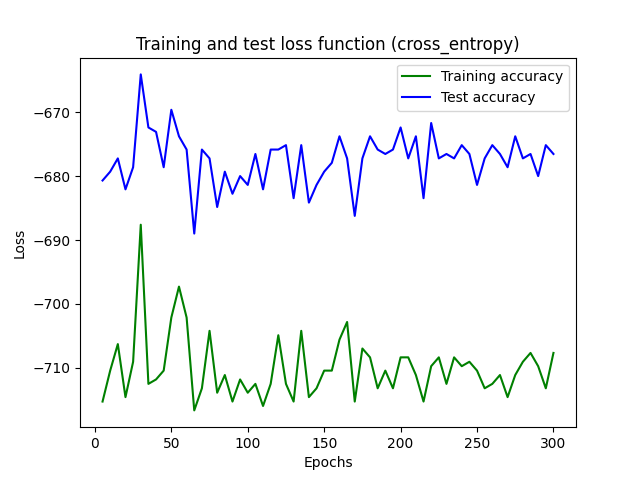 Training and test loss function (cross_entropy)
Training accuracy
Test accuracy
−670
−680
−690
−700
−710
Loss
0
50
100
150
200
250
300
Epochs